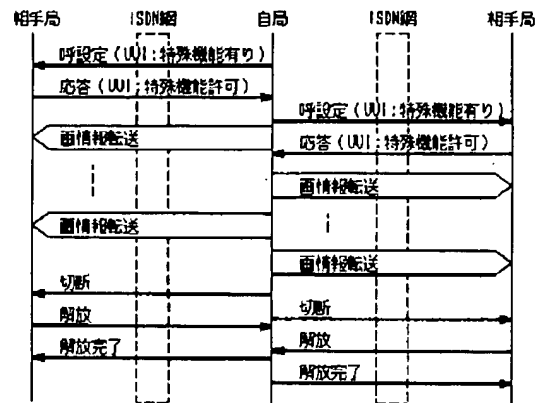 相手局 ISDN網 自局 ISDN網 相手局
呼設定(UUI:特殊機能有り)
応答(UUI:特殊機能許可)
呼設定(UUI:特殊機能有り)
画情報転送
応答(UUI:特殊機能許可)
画情報転送
画情報転送
画情報転送
切断
切断
解放
解放
解放完了
解放完了